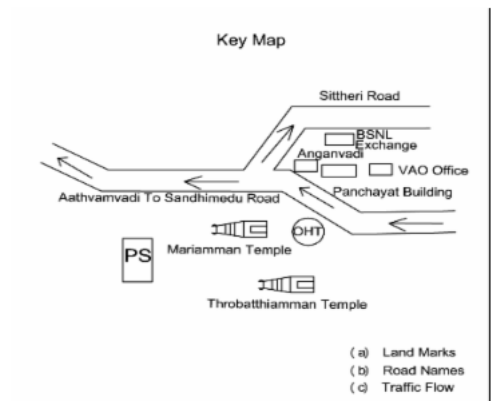 Key Map
Sittheri Road
BSNL
Exchange
Anganvadi
VAO Office
Panchayat Building
Aathvamvadi To Sandhimedu Road
OHT
Mariamman Temple
PS
Throbatthiamman Temple
(a) Land Marks
(b) Road Names
(c) Traffic Flow